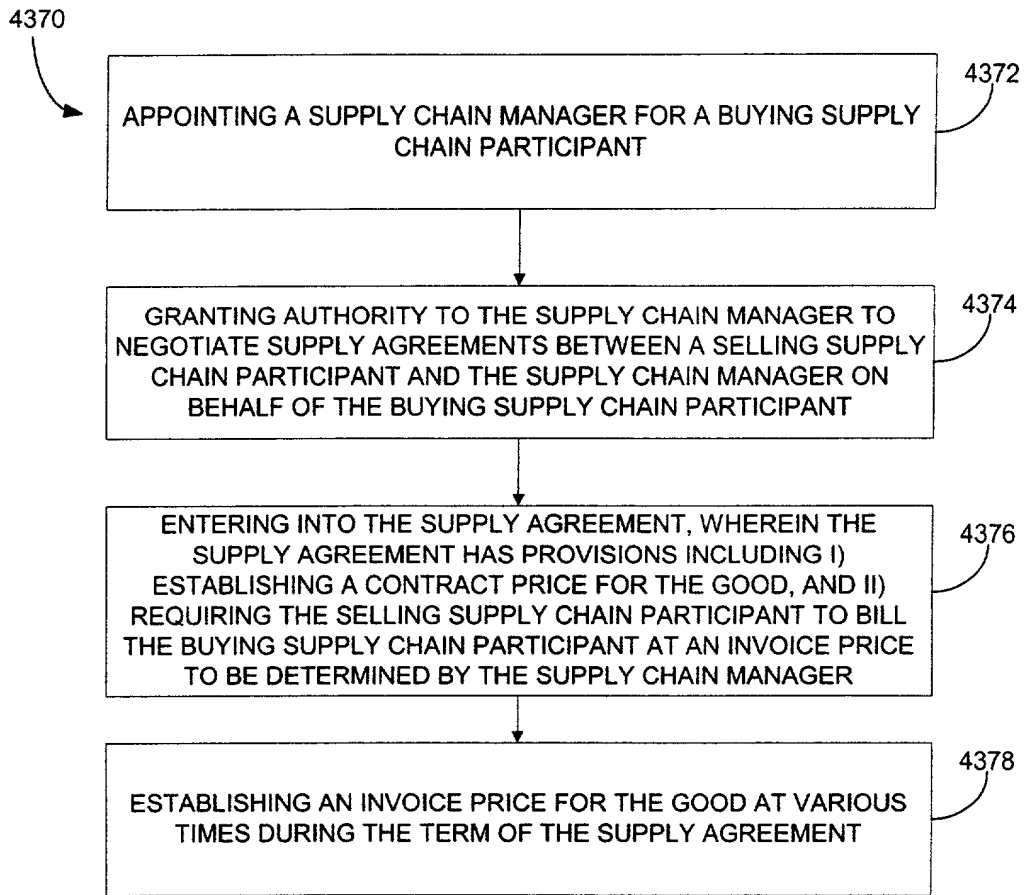 4370
4372
APPOINTING A SUPPLY CHAIN MANAGER FOR A BUYING SUPPLY
CHAIN PARTICIPANT
4374
GRANTING AUTHORITY TO THE SUPPLY CHAIN MANAGER TO
NEGOTIATE SUPPLY AGREEMENTS BETWEEN A SELLING SUPPLY
CHAIN PARTICIPANT AND THE SUPPLY CHAIN MANAGER ON
BEHALF OF THE BUYING SUPPLY CHAIN PARTICIPANT
4376
ENTERING INTO THE SUPPLY AGREEMENT, WHEREIN THE
SUPPLY AGREEMENT HAS PROVISIONS INCLUDING I)
ESTABLISHING A CONTRACT PRICE FOR THE GOOD, AND II)
REQUIRING THE SELLING SUPPLY CHAIN PARTICIPANT TO BILL
THE BUYING SUPPLY CHAIN PARTICIPANT AT AN INVOICE PRICE
TO BE DETERMINED BY THE SUPPLY CHAIN MANAGER
4378
ESTABLISHING AN INVOICE PRICE FOR THE GOOD AT VARIOUS
TIMES DURING THE TERM OF THE SUPPLY AGREEMENT